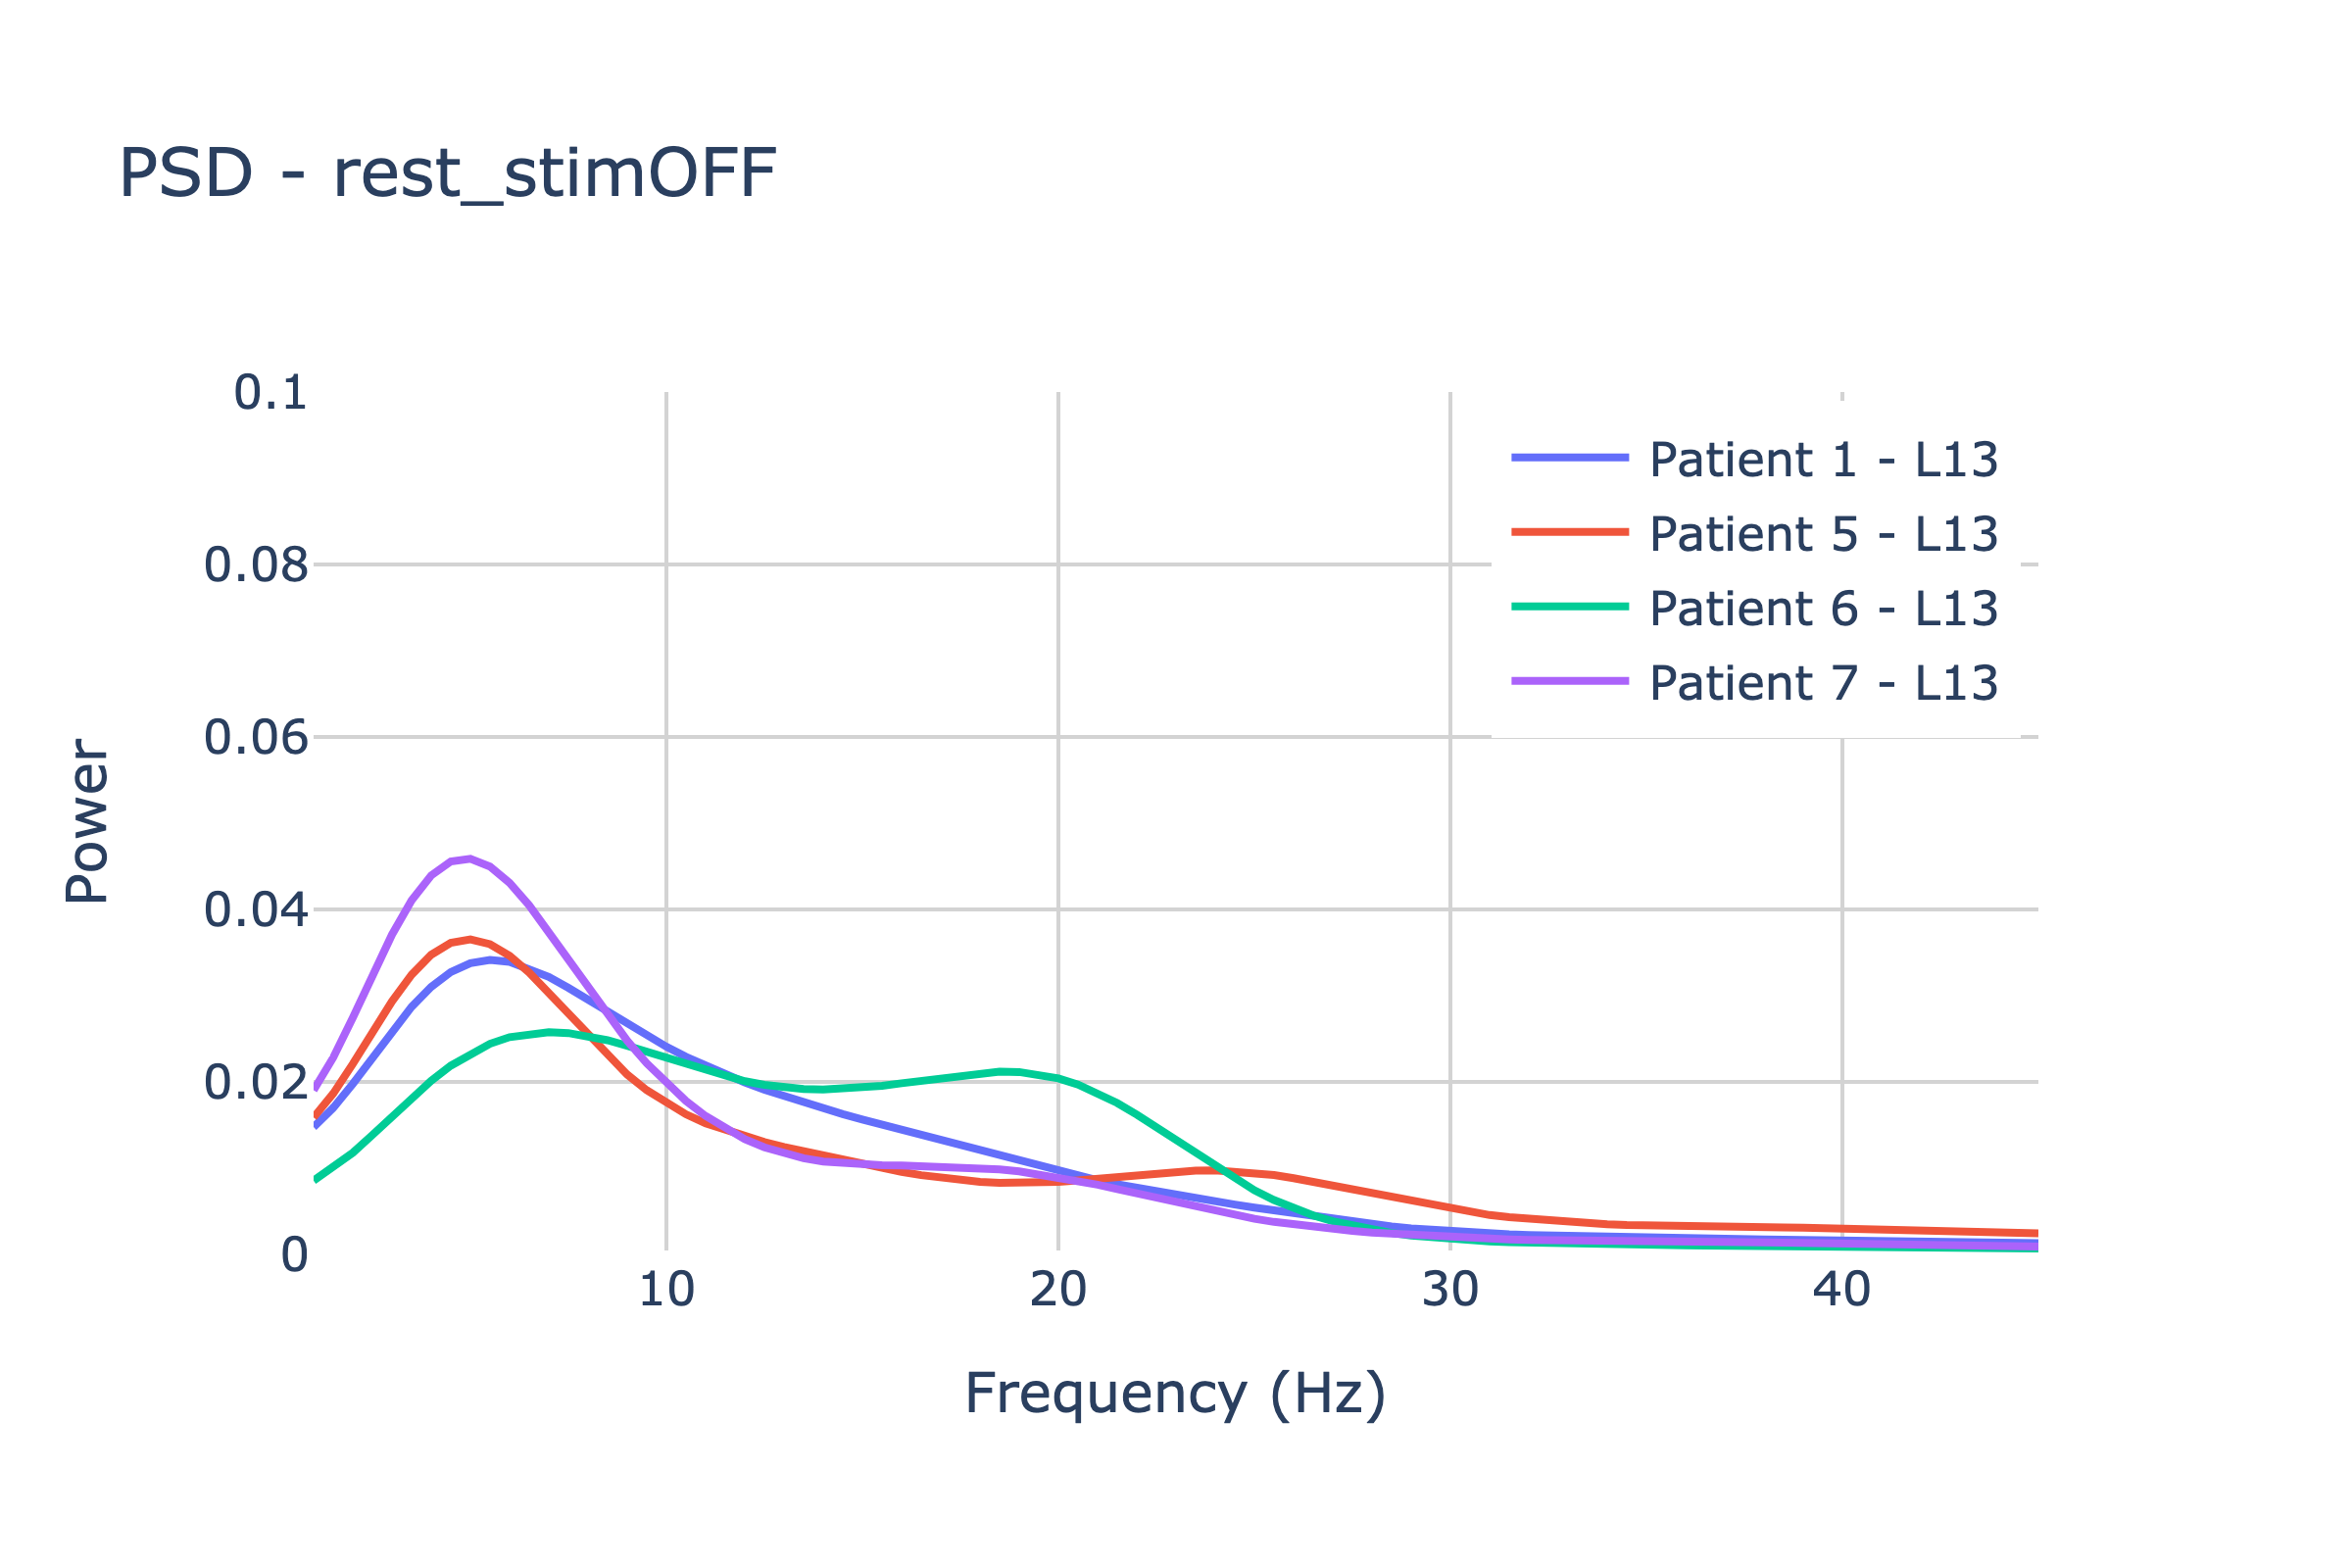 PSD - rest_stimOFF
0.1
0.08
0.06
0.04
0.02
0
Power
10 20 30 40
Frequency (Hz)
Patient 1 - L13
Patient 5 - L13
Patient 6 - L13
Patient 7 - L13